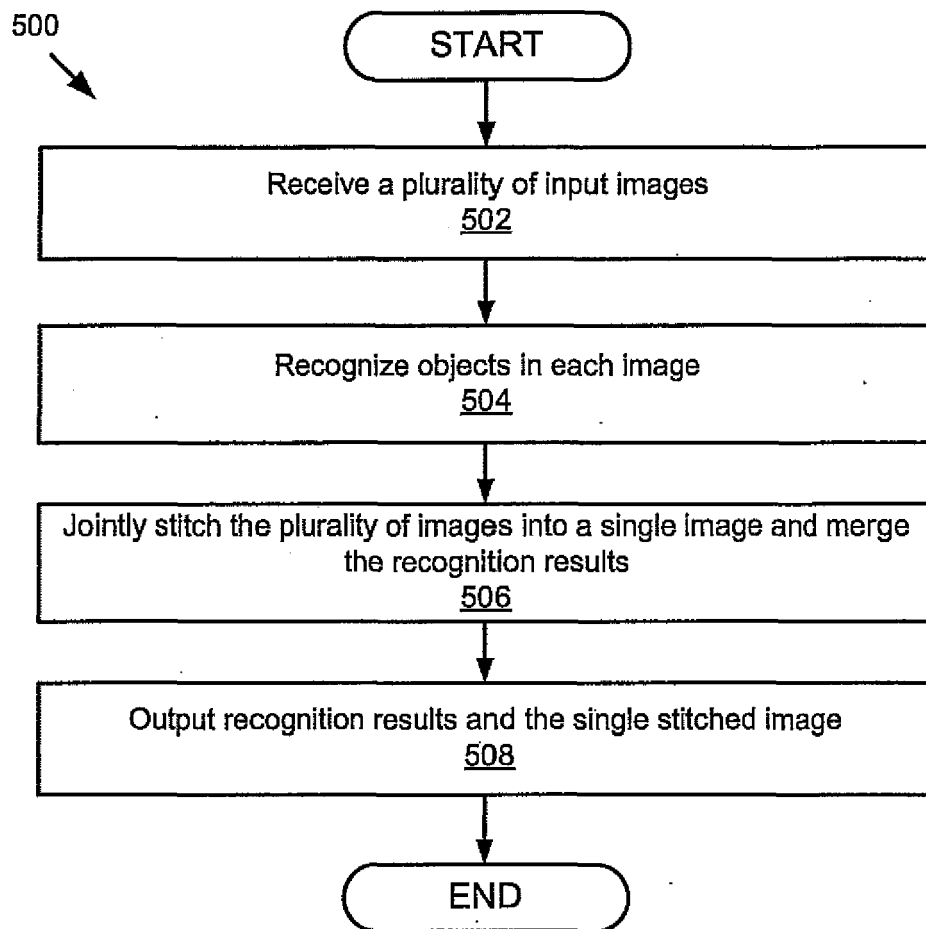 500
START
Receive a plurality of input images
502
Recognize objects in each image
504
Jointly stitch the plurality of images into a single image and merge
the recognition results
506
Output recognition results and the single stitched image
508
END